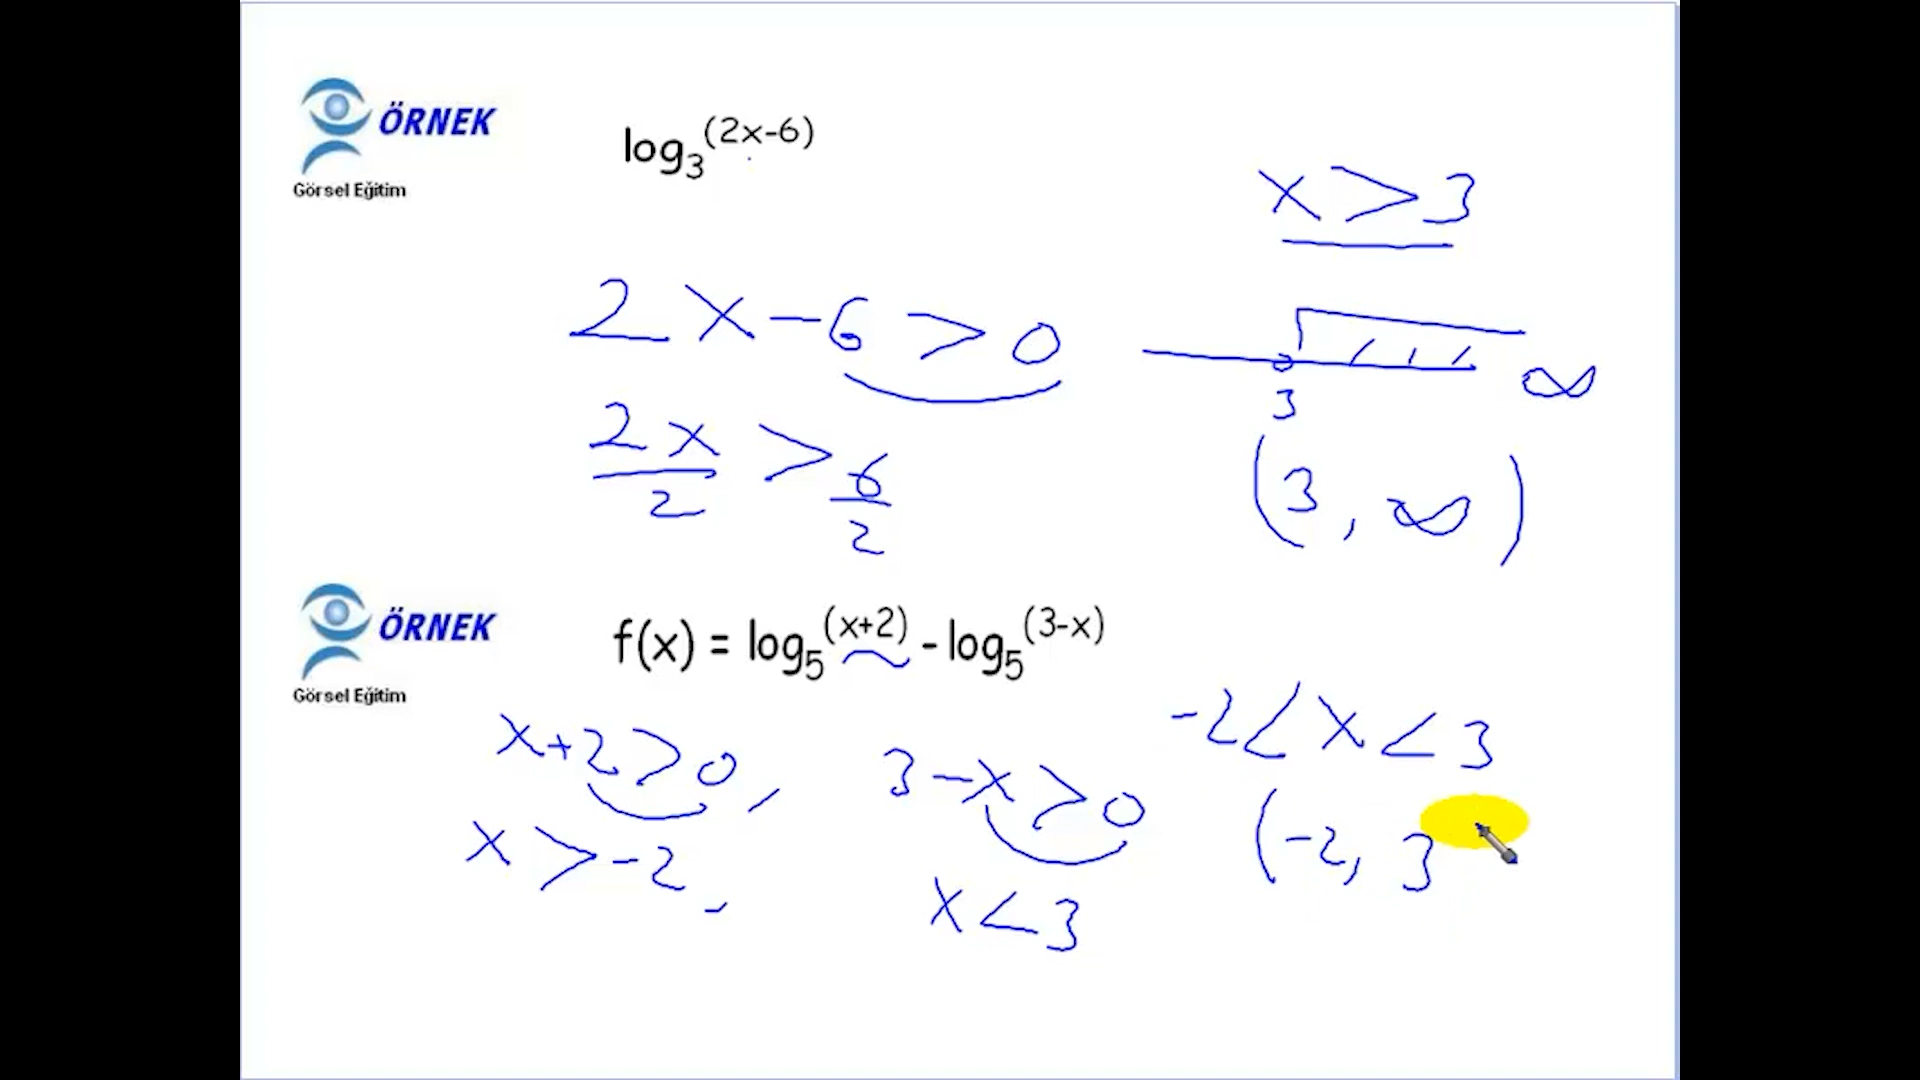 ÖRNEK
Görsel Eğitim
log₃⁽²ˣ⁻⁶⁾
x > 3
2x - 6 > 0
∞
3
2x/2 > 6/2
(3, ∞)
ÖRNEK
Görsel Eğitim
f(x) = log₅^(x+2) - log₅^(3-x)
-2 < x < 3
x+2 > 0, 3 - x > 0
(-2, 3
x > -2, x < 3